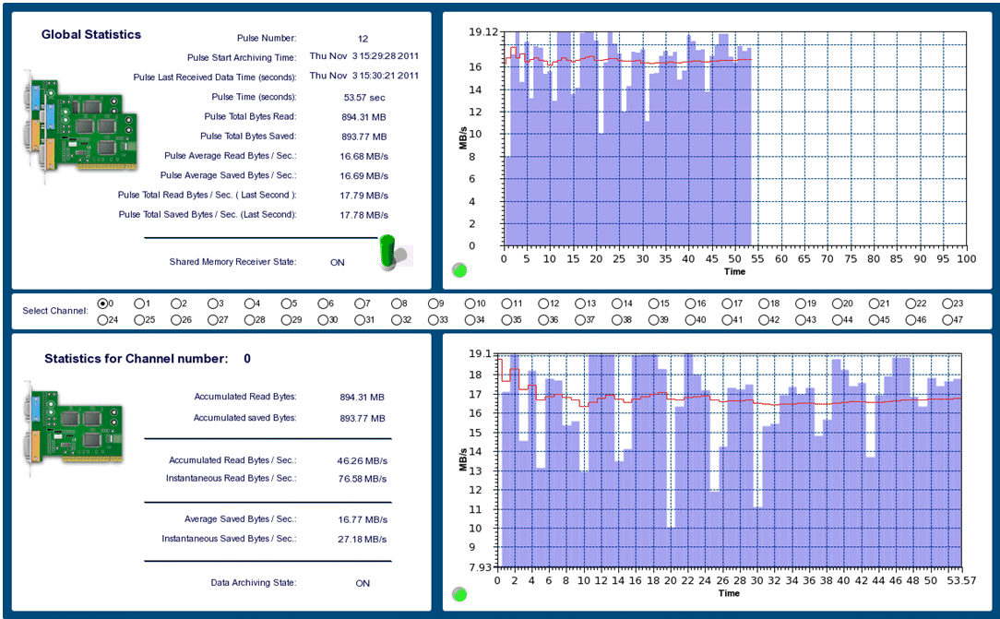 Global Statistics
Pulse Number: 12
Pulse Start Archiving Time: Thu Nov 3 15:29:28 2011
Pulse Last Received Data Time (seconds): Thu Nov 3 15:30:21 2011
Pulse Time (seconds): 53.57 sec
Pulse Total Bytes Read: 894.31 MB
Pulse Total Bytes Saved: 893.77 MB
Pulse Average Read Bytes / Sec.: 16.68 MB/s
Pulse Average Saved Bytes / Sec.: 16.69 MB/s
Pulse Total Read Bytes / Sec. ( Last Second ): 17.79 MB/s
Pulse Total Saved Bytes / Sec. (Last Second): 17.78 MB/s
Shared Memory Receiver State: ON
19.12
16
14
12
10
8
6
4
2
0
MB/s
0 5 10 15 20 25 30 35 40 45 50 55 60 65 70 75 80 85 90 95 100
Time
Select Channel: 0 1 2 3 4 5 6 7 8 9 10 11 12 13 14 15 16 17 18 19 20 21 22 23
24 25 26 27 28 29 30 31 32 33 34 35 36 37 38 39 40 41 42 43 44 45 46 47
Statistics for Channel number: 0
Accumulated Read Bytes: 894.31 MB
Accumulated saved Bytes: 893.77 MB
Accumulated Read Bytes / Sec.: 46.26 MB/s
Instantaneous Read Bytes / Sec.: 76.58 MB/s
Average Saved Bytes / Sec.: 16.77 MB/s
Instantaneous Saved Bytes / Sec.: 27.18 MB/s
Data Archiving State: ON
19.1
18
17
16
15
14
13
12
11
10
9
7.93
MB/s
0 2 4 6 8 10 12 14 16 18 20 22 24 26 28 30 32 34 36 38 40 42 44 46 48 50 53.57
Time